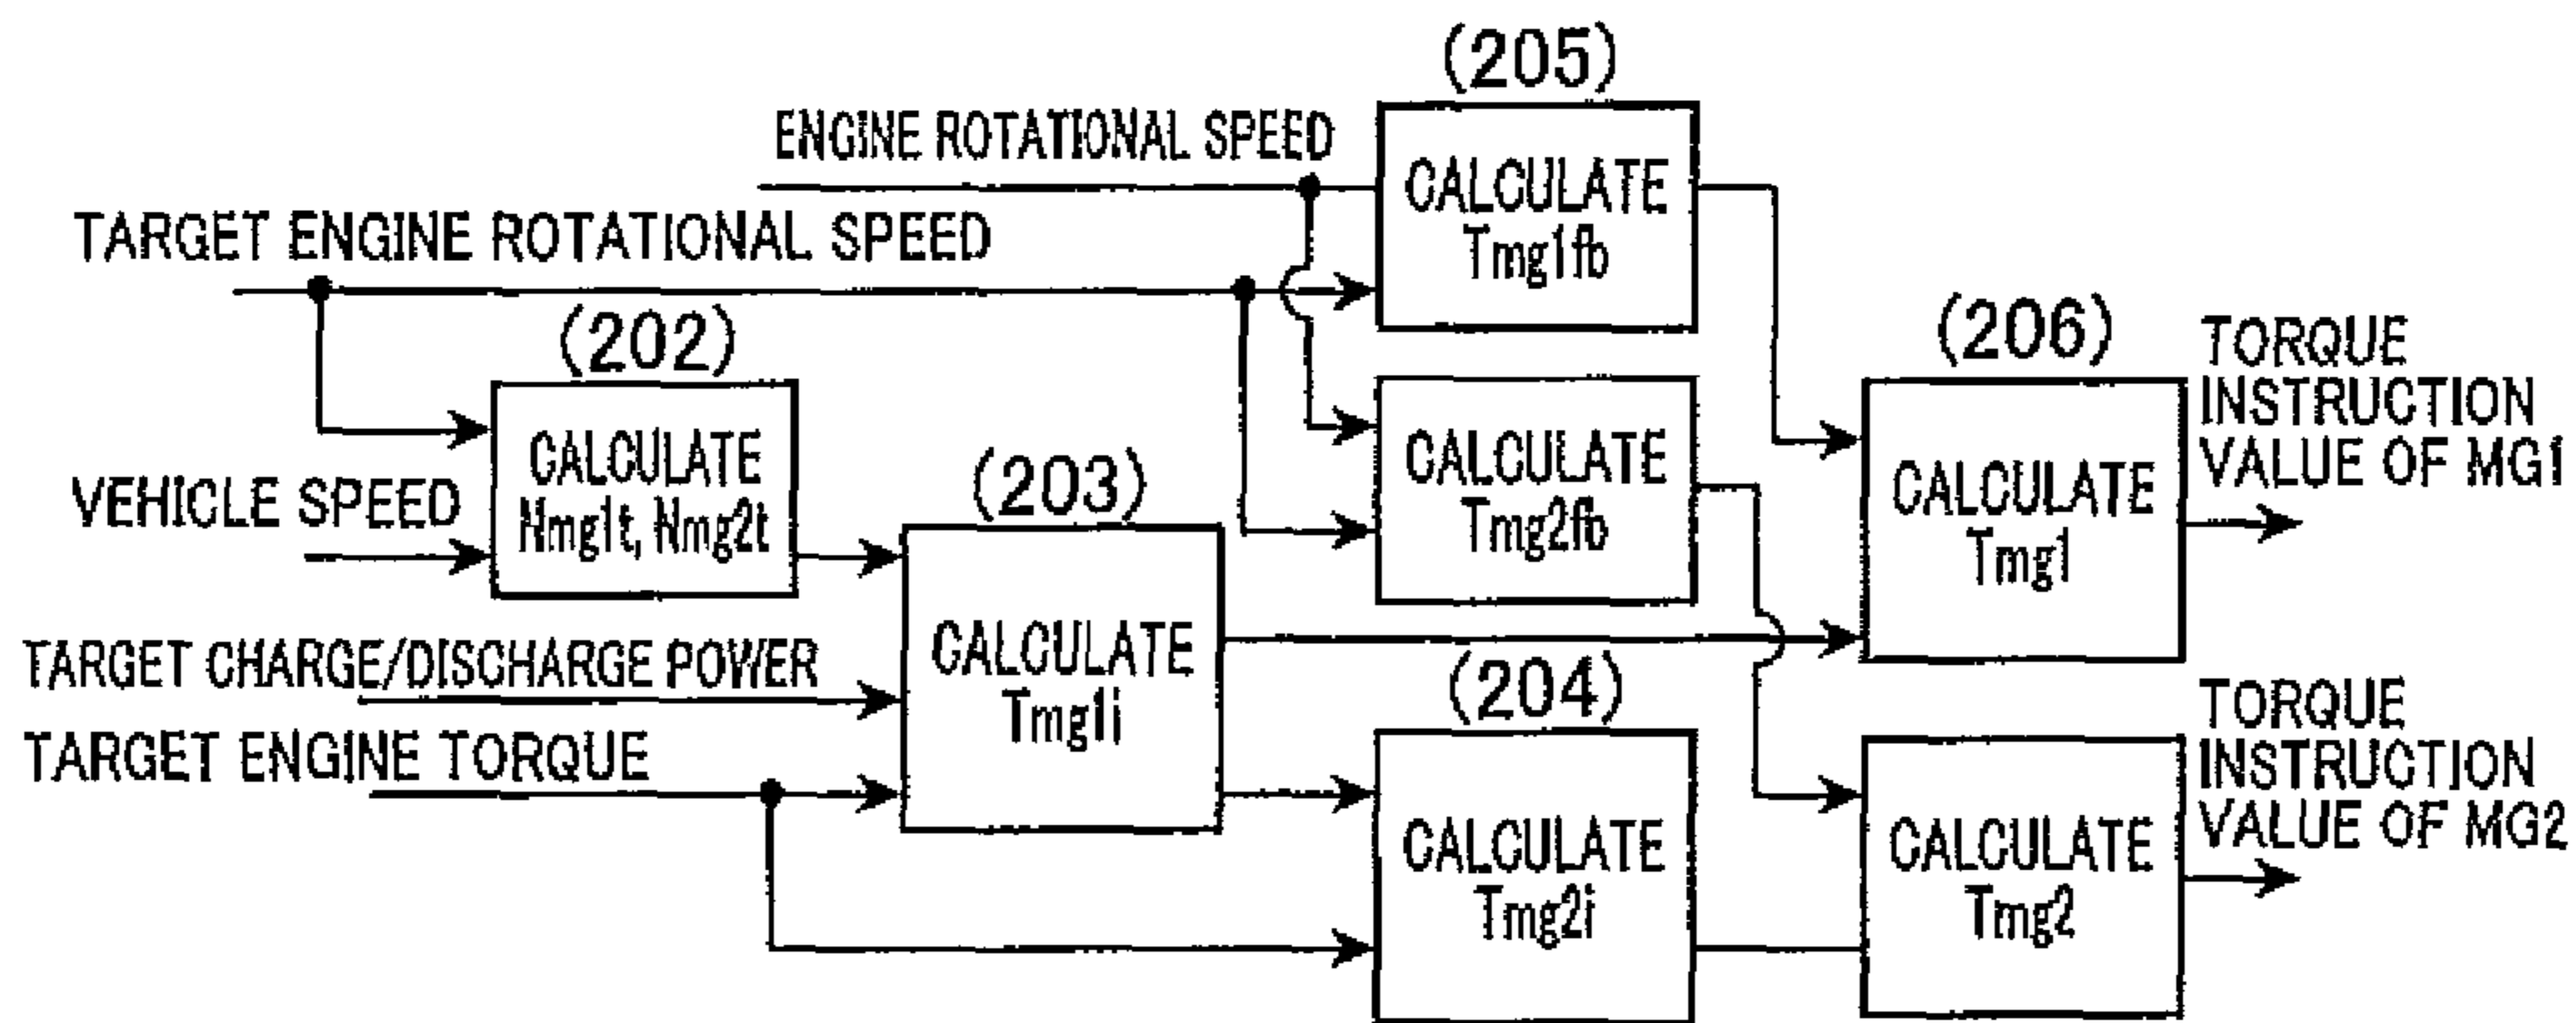 (205)
ENGINE ROTATIONAL SPEED
CALCULATE
Tmg1fb
TARGET ENGINE ROTATIONAL SPEED
(202)
CALCULATE
Nmg1t, Nmg2t
VEHICLE SPEED
(203)
CALCULATE
Tmg1i
CALCULATE
Tmg2fb
(206)
CALCULATE
Tmg1
TORQUE
INSTRUCTION
VALUE OF MG1
TARGET CHARGE/DISCHARGE POWER
TARGET ENGINE TORQUE
(204)
CALCULATE
Tmg2i
CALCULATE
Tmg2
TORQUE
INSTRUCTION
VALUE OF MG2